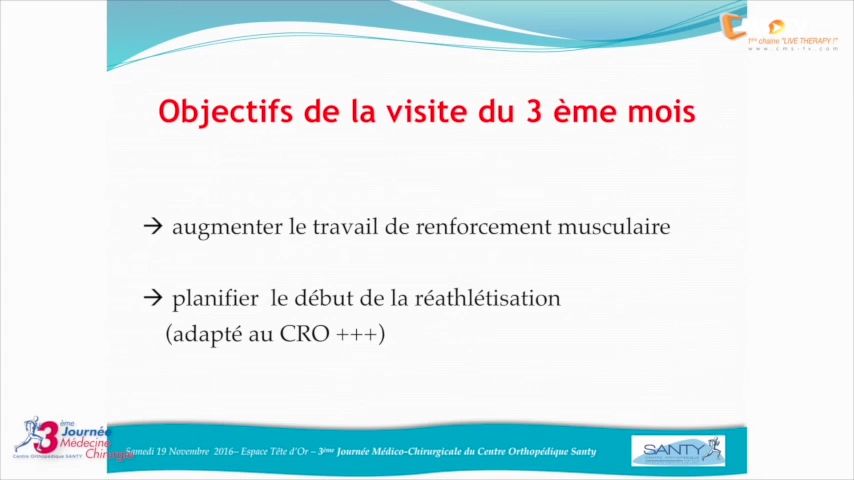 1ère chaîne "LIVE THERAPY !"
www.cms-tv.com
Objectifs de la visite du 3 ème mois
→ augmenter le travail de renforcement musculaire
→ planifier le début de la réathlétisation
(adapté au CRO +++)
3ème Journée
Médecine
Chirurgie
Centre Orthopédique SANTY
Samedi 19 Novembre 2016– Espace Tête d'Or – 3ème Journée Médico-Chirurgicale du Centre Orthopédique Santy
SANTY